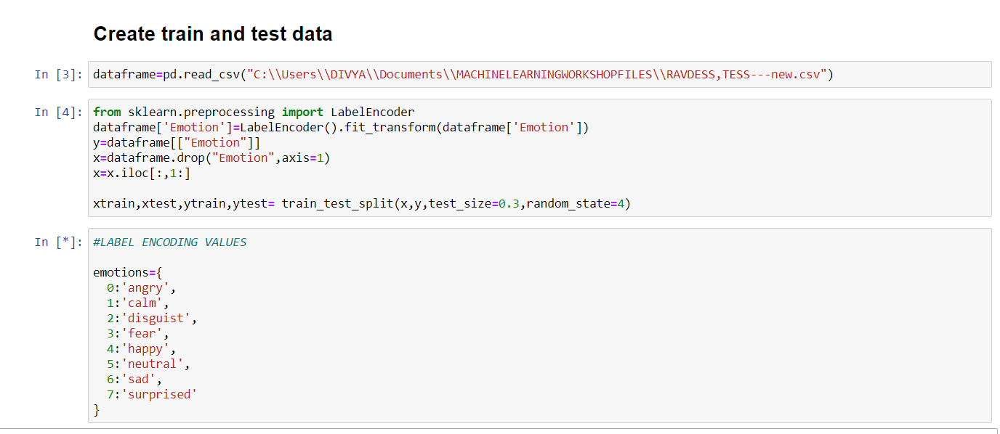 Create train and test data
In [3]: dataframe=pd.read_csv("C:\\Users\\DIVYA\\Documents\\MACHINELEARNINGWORKSHOPFILES\\RAVDESS,TESS---new.csv")
In [4]: from sklearn.preprocessing import LabelEncoder
dataframe['Emotion']=LabelEncoder().fit_transform(dataframe['Emotion'])
y=dataframe[["Emotion"]]
x=dataframe.drop("Emotion",axis=1)
x=x.iloc[:,1:]
xtrain,xtest,ytrain,ytest= train_test_split(x,y,test_size=0.3,random_state=4)
In [*]: #LABEL ENCODING VALUES
emotions={
0:'angry',
1:'calm',
2:'disguist',
3:'fear',
4:'happy',
5:'neutral',
6:'sad',
7:'surprised'
}